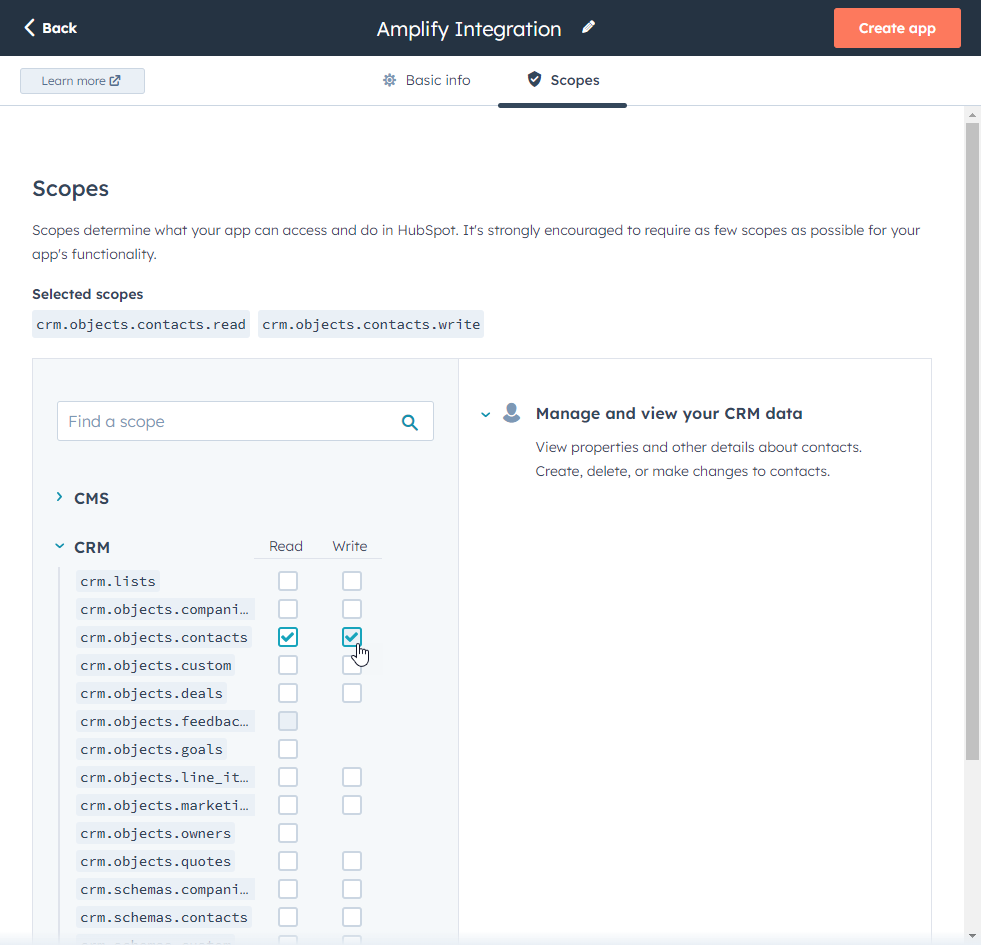 Back
Amplify Integration
Create app
Learn more
Basic info
Scopes
Scopes
Scopes determine what your app can access and do in HubSpot. It's strongly encouraged to require as few scopes as possible for your
app's functionality.
Selected scopes
crm.objects.contacts.read crm.objects.contacts.write
Find a scope
CMS
CRM Read Write
crm.lists
crm.objects.compani…
crm.objects.contacts
crm.objects.custom
crm.objects.deals
crm.objects.feedbac…
crm.objects.goals
crm.objects.line_it…
crm.objects.marketi…
crm.objects.owners
crm.objects.quotes
crm.schemas.compani…
crm.schemas.contacts
Manage and view your CRM data
View properties and other details about contacts.
Create, delete, or make changes to contacts.